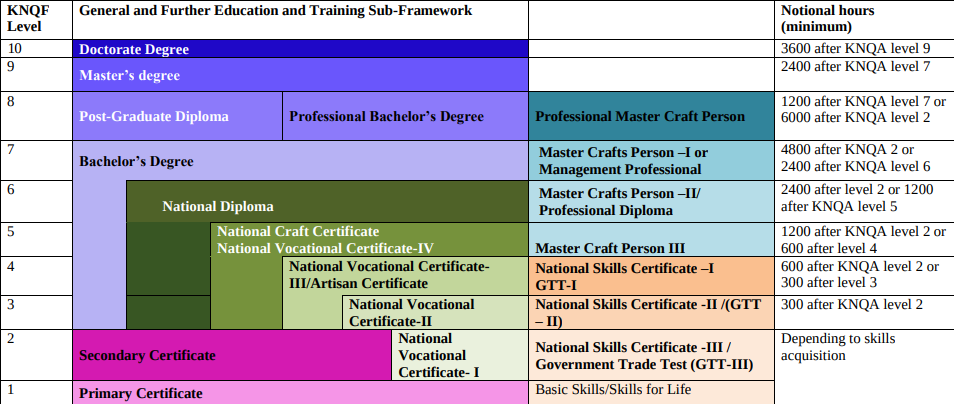 KNQF
Level
General and Further Education and Training Sub-Framework
Notional hours
(minimum)
10
Doctorate Degree
3600 after KNQA level 9
9
Master's degree
2400 after KNQA level 7
8
Post-Graduate Diploma
Professional Bachelor's Degree
Professional Master Craft Person
1200 after KNQA level 7 or
6000 after KNQA level 2
7
Bachelor's Degree
Master Crafts Person –I or
Management Professional
4800 after KNQA 2 or
2400 after KNQA level 6
6
National Diploma
Master Crafts Person –II/
Professional Diploma
2400 after level 2 or 1200
after KNQA level 5
5
National Craft Certificate
National Vocational Certificate-IV
Master Craft Person III
1200 after KNQA level 2 or
600 after level 4
4
National Vocational Certificate-
III/Artisan Certificate
National Skills Certificate –I
GTT-I
600 after KNQA level 2 or
300 after level 3
3
National Vocational
Certificate-II
National Skills Certificate -II /(GTT
– II)
300 after KNQA level 2
2
Secondary Certificate
National
Vocational
Certificate- I
National Skills Certificate -III /
Government Trade Test (GTT-III)
Depending to skills
acquisition
1
Primary Certificate
Basic Skills/Skills for Life